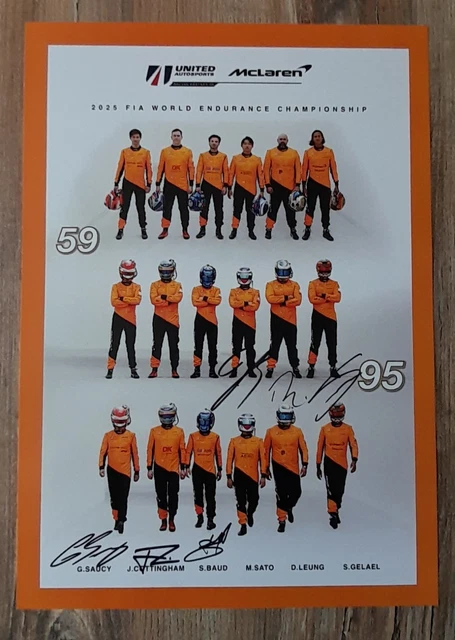 UNITED
AUTOSPORTS
McLaren
2025 FIA WORLD ENDURANCE CHAMPIONSHIP
59
95
G.SAUCY J.COTTINGHAM S.BAUD M.SATO D.LEUNG S.GELAEL